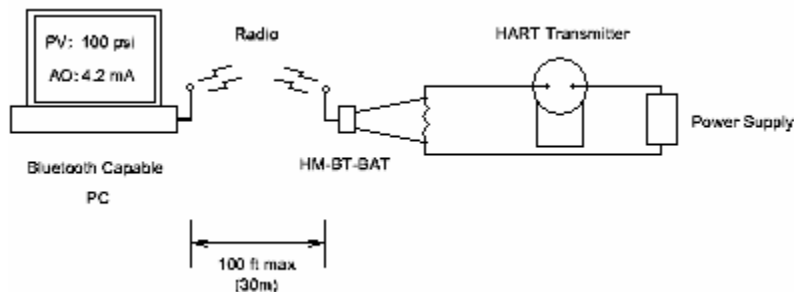 PV: 100 psi
AO: 4.2 mA
Radio
HART Transmitter
Power Supply
HM-BT-BAT
Bluetooth Capable
PC
100 ft max
(30m)